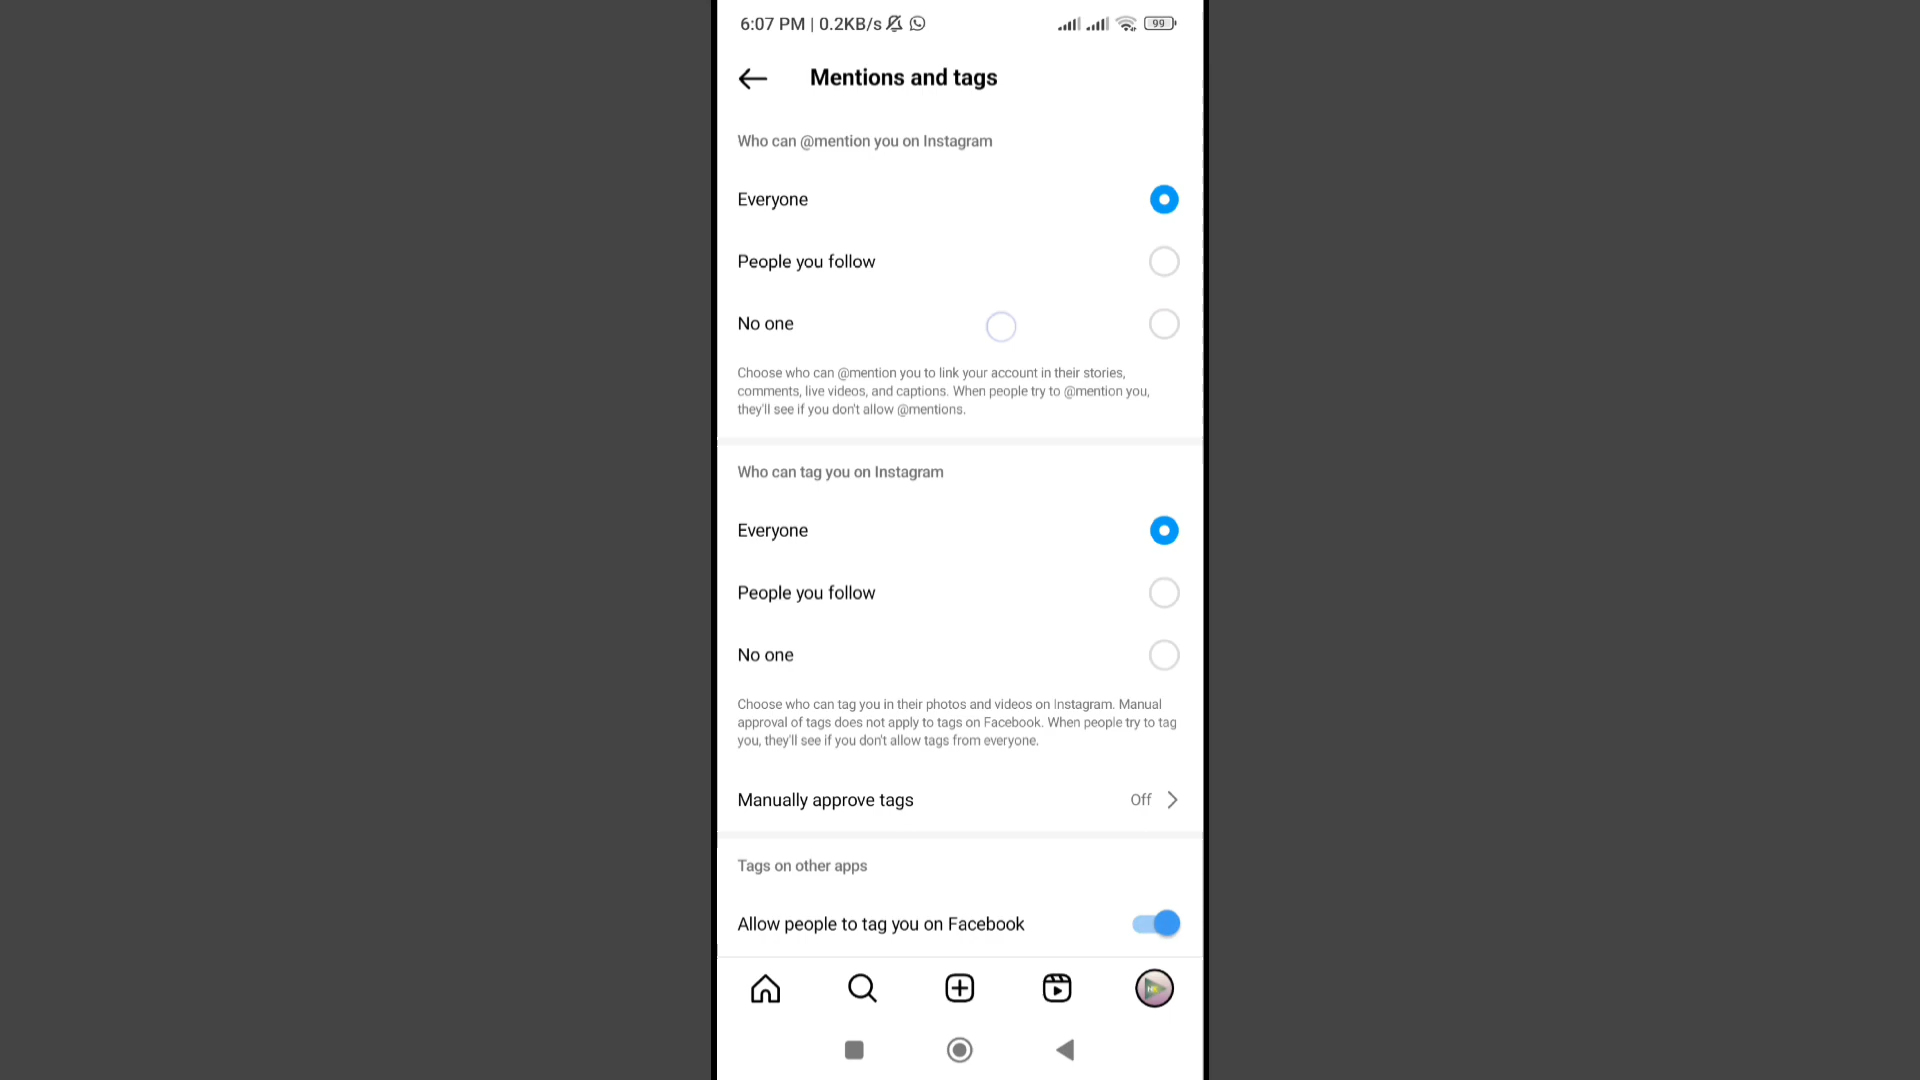 6:07 PM | 0.2KB/s 99
Mentions and tags
Who can @mention you on Instagram
Everyone
People you follow
No one
Choose who can @mention you to link your account in their stories,
comments, live videos, and captions. When people try to @mention you,
they'll see if you don't allow @mentions.
Who can tag you on Instagram
Everyone
People you follow
No one
Choose who can tag you in their photos and videos on Instagram. Manual
approval of tags does not apply to tags on Facebook. When people try to tag
you, they'll see if you don't allow tags from everyone.
Manually approve tags Off
Tags on other apps
Allow people to tag you on Facebook